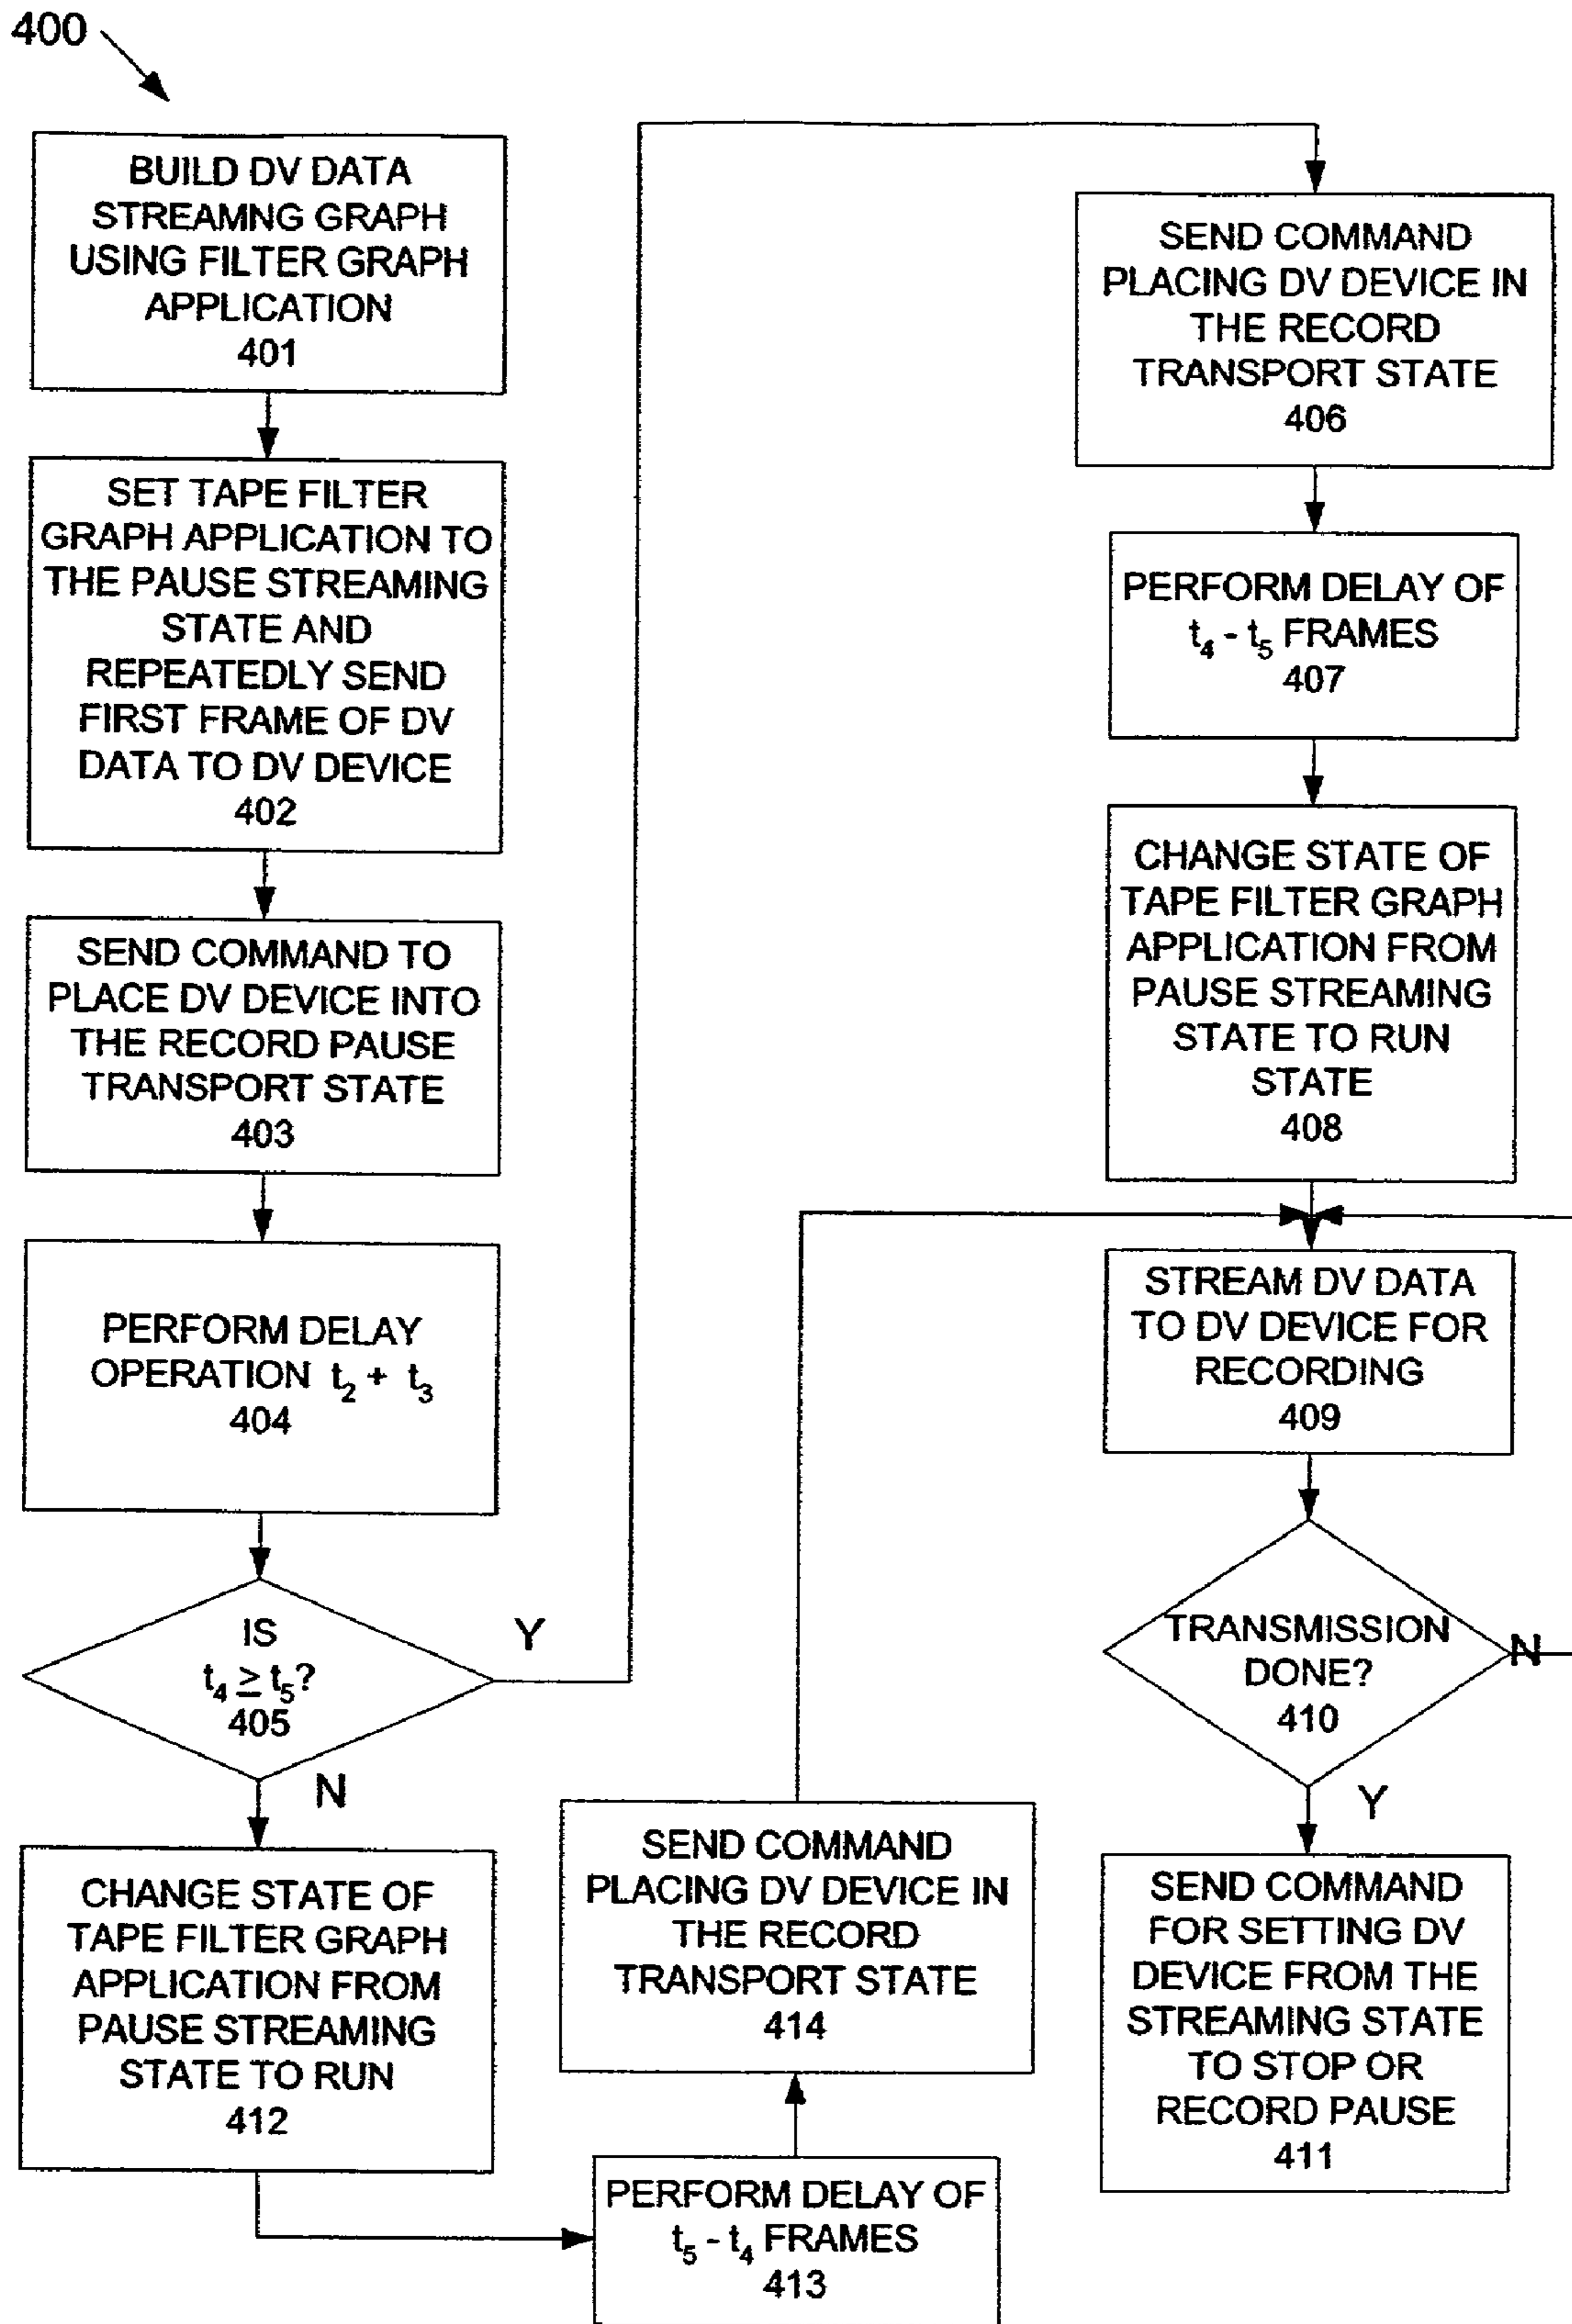 400
BUILD DV DATA
STREAMNG GRAPH
USING FILTER GRAPH
APPLICATION
401
SET TAPE FILTER
GRAPH APPLICATION TO
THE PAUSE STREAMING
STATE AND
REPEATEDLY SEND
FIRST FRAME OF DV
DATA TO DV DEVICE
402
SEND COMMAND TO
PLACE DV DEVICE INTO
THE RECORD PAUSE
TRANSPORT STATE
403
PERFORM DELAY
OPERATION t₂ + t₃
404
IS
t₄ ≥ t₅?
405
Y
N
SEND COMMAND
PLACING DV DEVICE IN
THE RECORD
TRANSPORT STATE
406
PERFORM DELAY OF
t₄ - t₅ FRAMES
407
CHANGE STATE OF
TAPE FILTER GRAPH
APPLICATION FROM
PAUSE STREAMING
STATE TO RUN
STATE
408
STREAM DV DATA
TO DV DEVICE FOR
RECORDING
409
TRANSMISSION
DONE?
410
N
Y
SEND COMMAND
FOR SETTING DV
DEVICE FROM THE
STREAMING STATE
TO STOP OR
RECORD PAUSE
411
CHANGE STATE OF
TAPE FILTER GRAPH
APPLICATION FROM
PAUSE STREAMING
STATE TO RUN
412
PERFORM DELAY OF
t₅ - t₄ FRAMES
413
SEND COMMAND
PLACING DV DEVICE IN
THE RECORD
TRANSPORT STATE
414